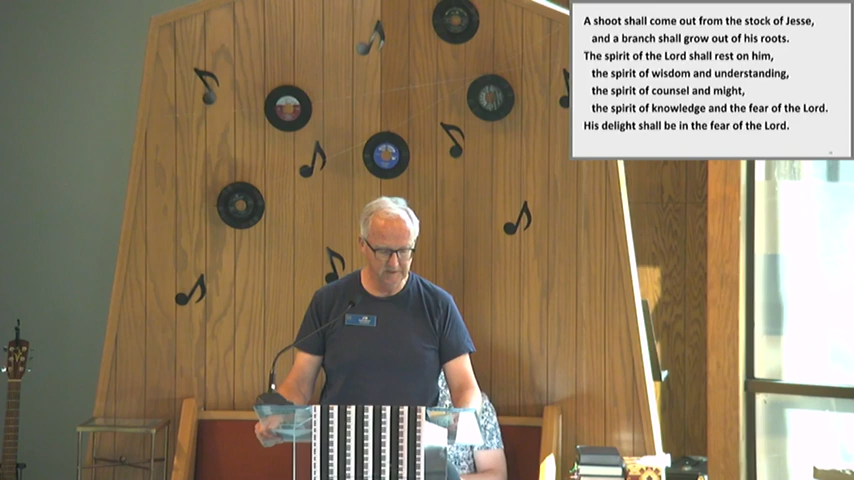 A shoot shall come out from the stock of Jesse,
and a branch shall grow out of his roots.
The spirit of the Lord shall rest on him,
the spirit of wisdom and understanding,
the spirit of counsel and might,
the spirit of knowledge and the fear of the Lord.
His delight shall be in the fear of the Lord.